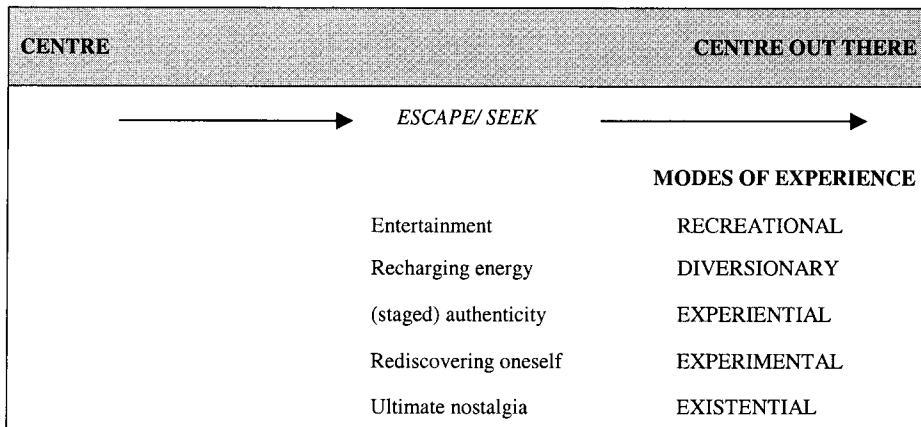 CENTRE CENTRE OUT THERE
ESCAPE/ SEEK
MODES OF EXPERIENCE
Entertainment RECREATIONAL
Recharging energy DIVERSIONARY
(staged) authenticity EXPERIENTIAL
Rediscovering oneself EXPERIMENTAL
Ultimate nostalgia EXISTENTIAL